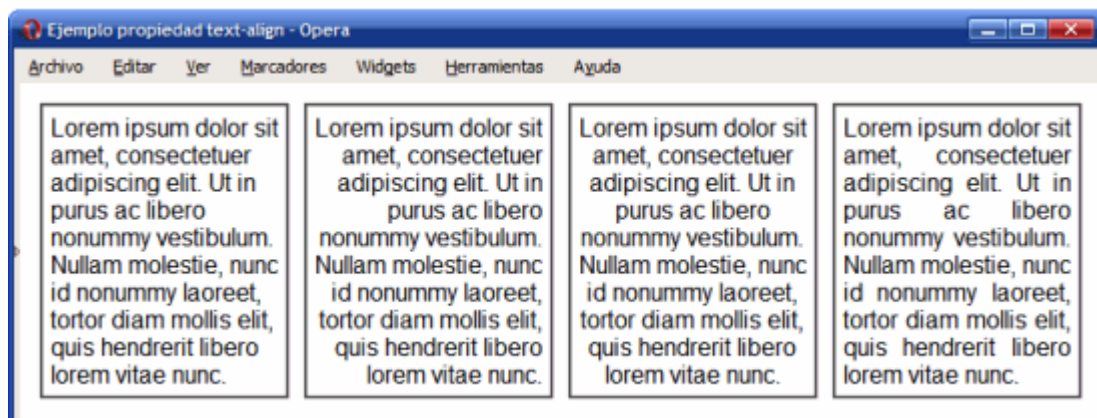 Ejemplo propiedad text-align - Opera
Archivo Editar Ver Marcadores Widgets Herramientas Ayuda
Lorem ipsum dolor sit
amet, consectetuer
adipiscing elit. Ut in
purus ac libero
nonummy vestibulum.
Nullam molestie, nunc
id nonummy laoreet,
tortor diam mollis elit,
quis hendrerit libero
lorem vitae nunc.
Lorem ipsum dolor sit
amet, consectetuer
adipiscing elit. Ut in
purus ac libero
nonummy vestibulum.
Nullam molestie, nunc
id nonummy laoreet,
tortor diam mollis elit,
quis hendrerit libero
lorem vitae nunc.
Lorem ipsum dolor sit
amet, consectetuer
adipiscing elit. Ut in
purus ac libero
nonummy vestibulum.
Nullam molestie, nunc
id nonummy laoreet,
tortor diam mollis elit,
quis hendrerit libero
lorem vitae nunc.
Lorem ipsum dolor sit
amet, consectetuer
adipiscing elit. Ut in
purus ac libero
nonummy vestibulum.
Nullam molestie, nunc
id nonummy laoreet,
tortor diam mollis elit,
quis hendrerit libero
lorem vitae nunc.